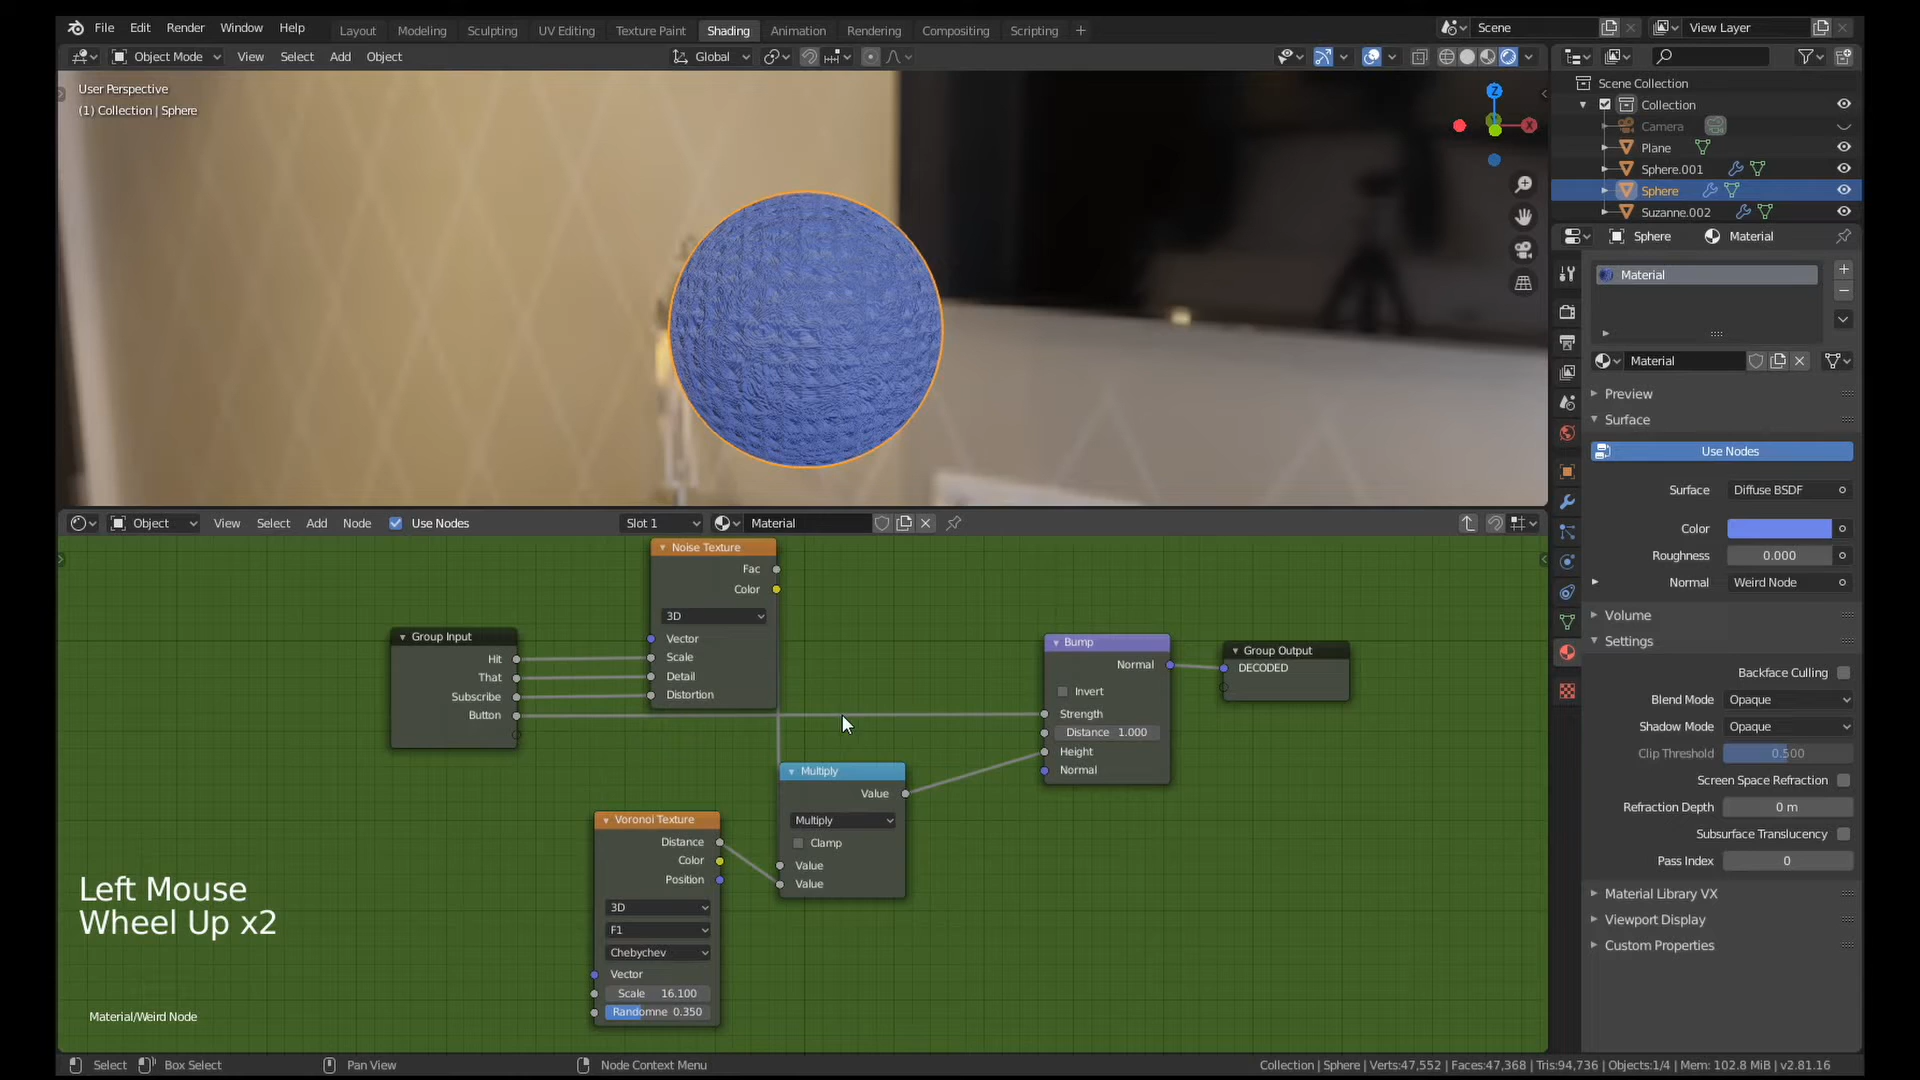 File Edit Render Window Help
Layout Modeling Sculpting UV Editing Texture Paint Shading Animation Rendering Compositing Scripting +
Scene
View Layer
Object Mode View Select Add Object
Global
User Perspective
(1) Collection | Sphere
Z
X
Scene Collection
Collection
Camera
Plane
Sphere.001
Sphere
Suzanne.002
Sphere Material
Material
Material
Preview
Surface
Use Nodes
Surface Diffuse BSDF
Color
Roughness 0.000
Normal Weird Node
Volume
Settings
Backface Culling
Blend Mode Opaque
Shadow Mode Opaque
Clip Threshold 0.500
Screen Space Refraction
Refraction Depth 0 m
Subsurface Translucency
Pass Index 0
Material Library VX
Viewport Display
Custom Properties
Object View Select Add Node Use Nodes Slot 1 Material
Noise Texture
Fac
Color
3D
Vector
Scale
Detail
Distortion
Group Input
Hit
That
Subscribe
Button
Bump
Normal
Invert
Strength
Distance 1.000
Height
Normal
Group Output
DECODED
Multiply
Value
Multiply
Clamp
Value
Value
Voronoi Texture
Distance
Color
Position
3D
F1
Chebychev
Vector
Scale 16.100
Randomne 0.350
Left Mouse
Wheel Up x2
Material/Weird Node
Select Box Select Pan View Node Context Menu
Collection | Sphere | Verts:47,552 | Faces:47,368 | Tris:94,736 | Objects:1/4 | Mem: 102.8 MiB | v2.81.16